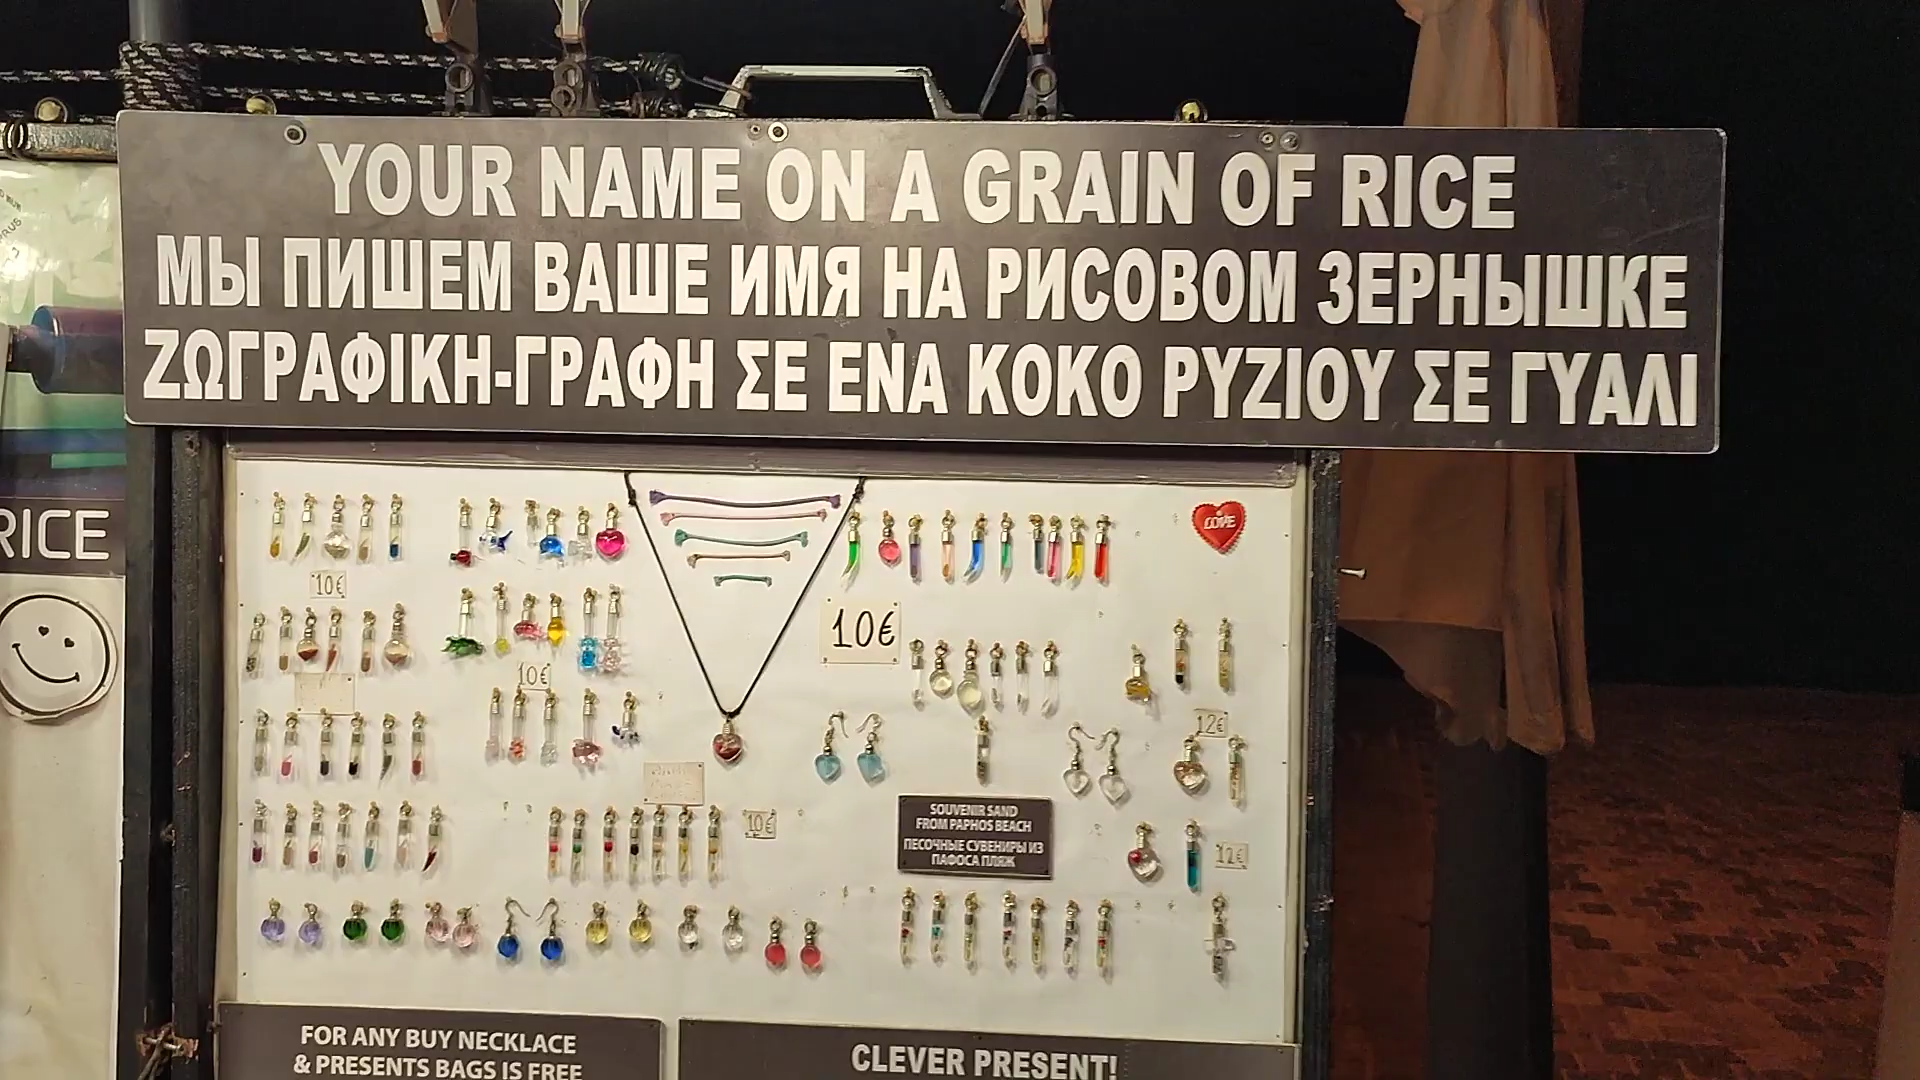 YOUR NAME ON A GRAIN OF RICE
МЫ ПИШЕМ ВАШЕ ИМЯ НА РИСОВОМ ЗЕРНЫШКЕ
ΖΩΓΡΑΦΙΚΗ-ΓΡΑΦΗ ΣΕ ΕΝΑ ΚΟΚΟ ΡΥΖΙΟΥ ΣΕ ΓΥΑΛΙ
RICE
LOVE
10€
10€
10€
12€
10€
12€
SOUVENIR SAND
FROM PAPHOS BEACH
ПЕСОЧНЫЕ СУВЕНИРЫ ИЗ
ПАФОСА ПЛЯЖ
FOR ANY BUY NECKLACE
& PRESENTS BAGS IS FREE
CLEVER PRESENT!